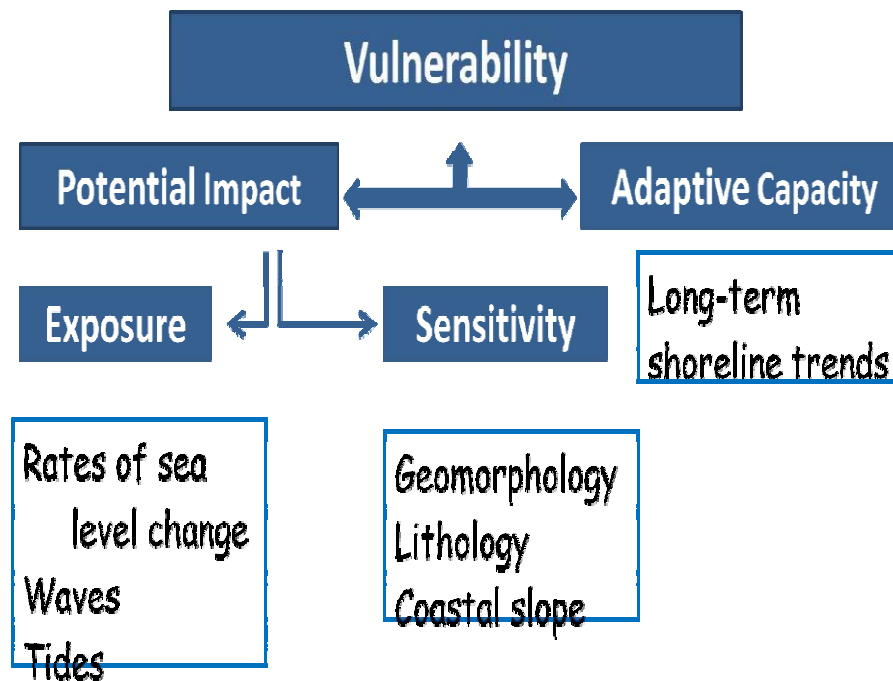 Vulnerability
Potential Impact
Adaptive Capacity
Exposure
Sensitivity
Long-term
shoreline trends
Rates of sea
level change
Waves
Tides
Geomorphology
Lithology
Coastal slope